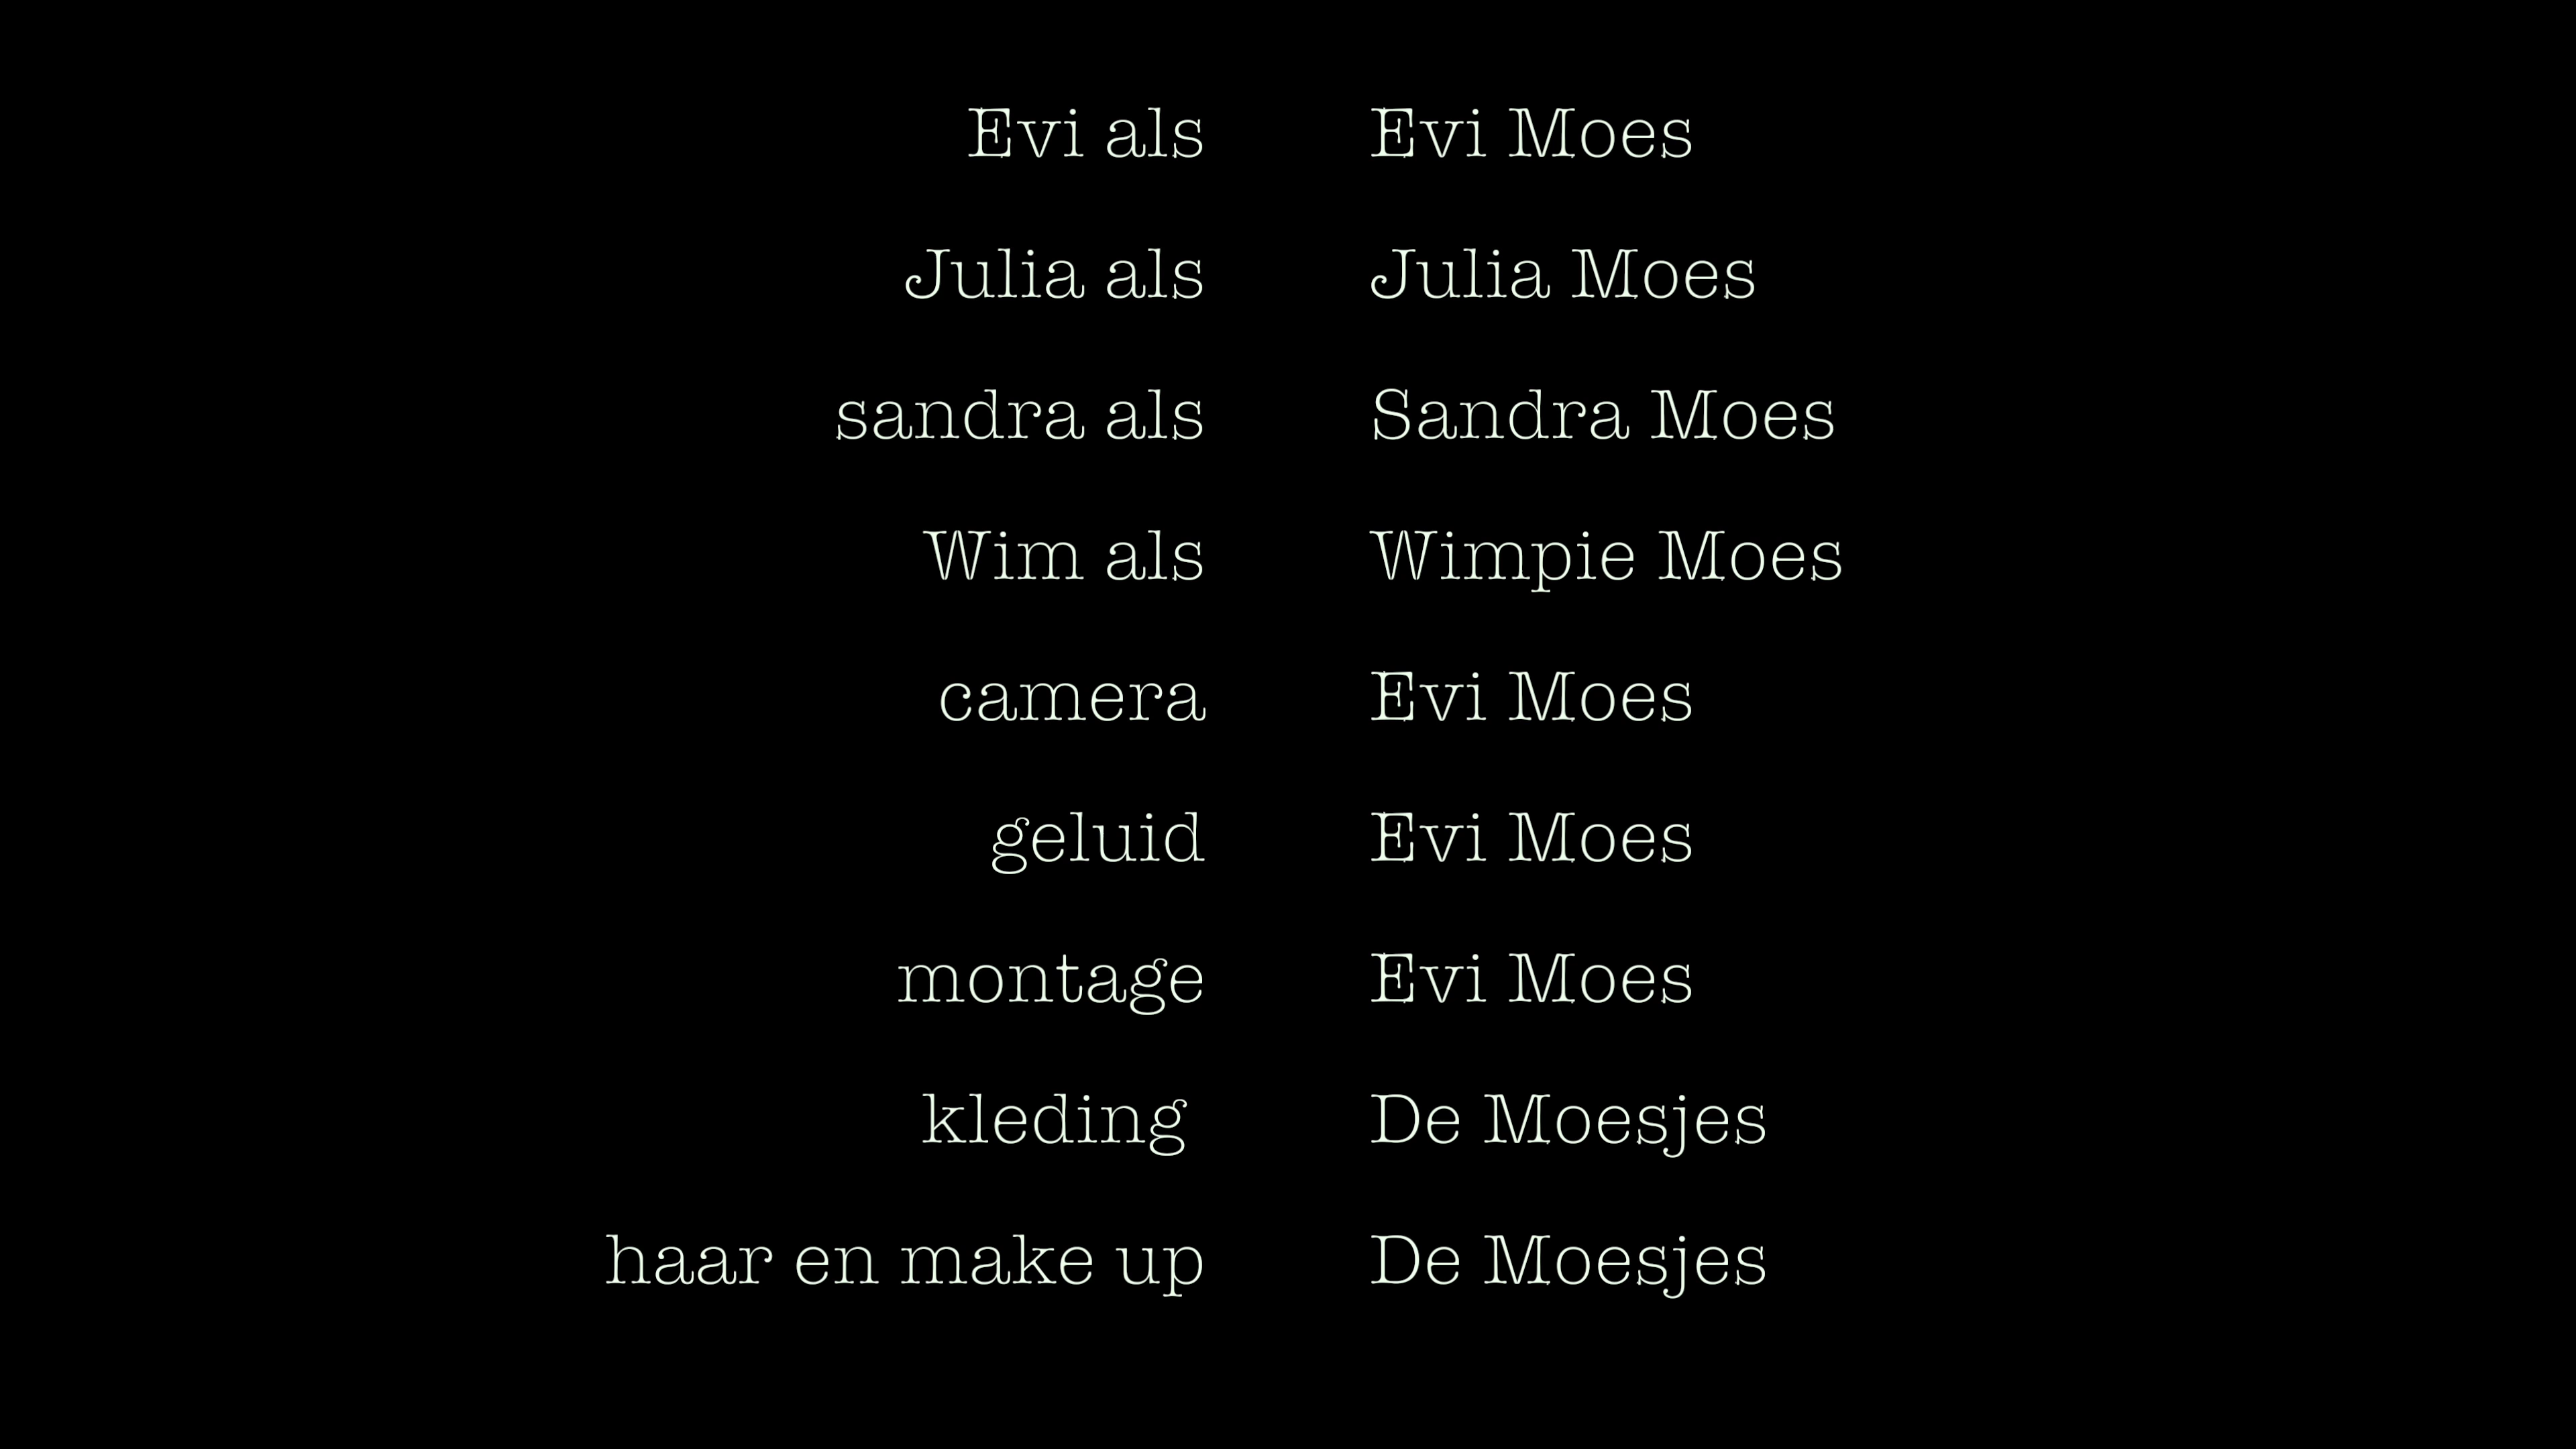 Evi als Evi Moes
Julia als Julia Moes
sandra als Sandra Moes
Wim als Wimpie Moes
camera Evi Moes
geluid Evi Moes
montage Evi Moes
kleding De Moesjes
haar en make up De Moesjes